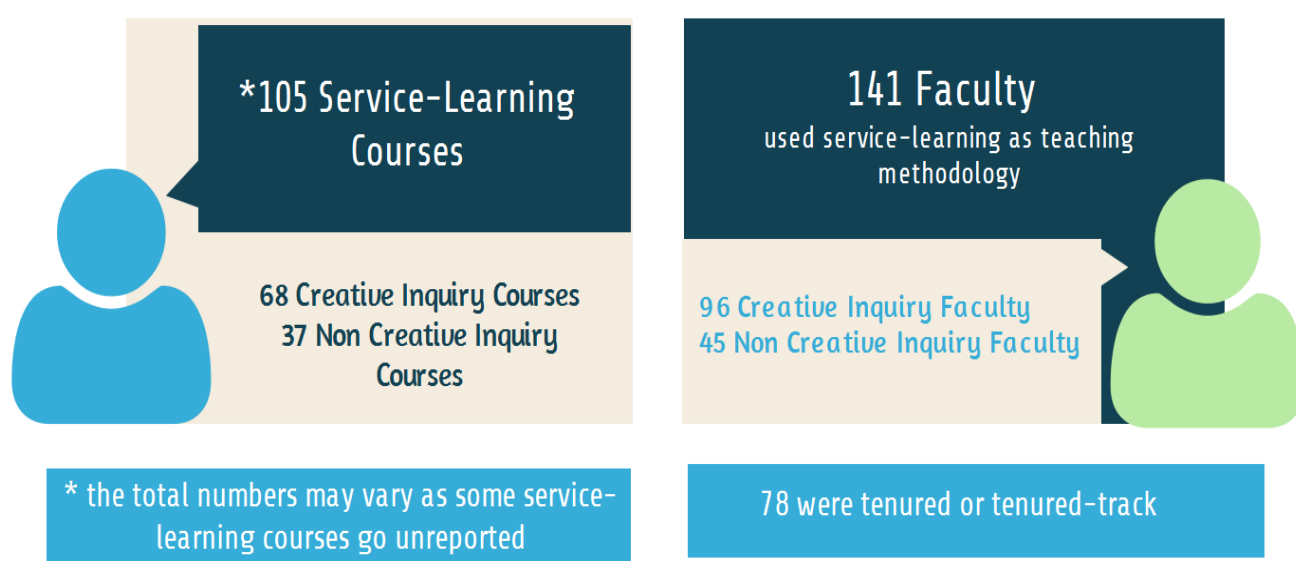 *105 Service-Learning
Courses
68 Creative Inquiry Courses
37 Non Creative Inquiry
Courses
* the total numbers may vary as some service-
learning courses go unreported
141 Faculty
used service-learning as teaching
methodology
96 Creative Inquiry Faculty
45 Non Creative Inquiry Faculty
78 were tenured or tenured-track